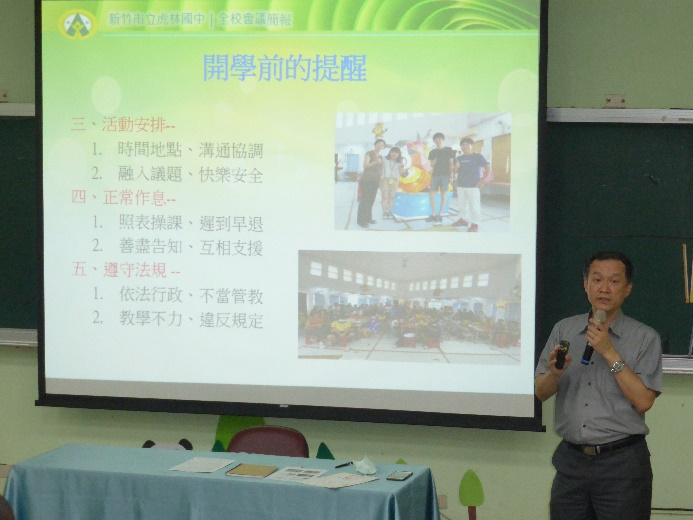 新竹市立虎林國中 | 全校會議簡報
開學前的提醒
三、活動安排--
1. 時間地點、溝通協調
2. 融入議題、快樂安全
四、正常作息--
1. 照表操課、遲到早退
2. 善盡告知、互相支援
五、遵守法規--
1. 依法行政、不當管教
2. 教學不力、違反規定